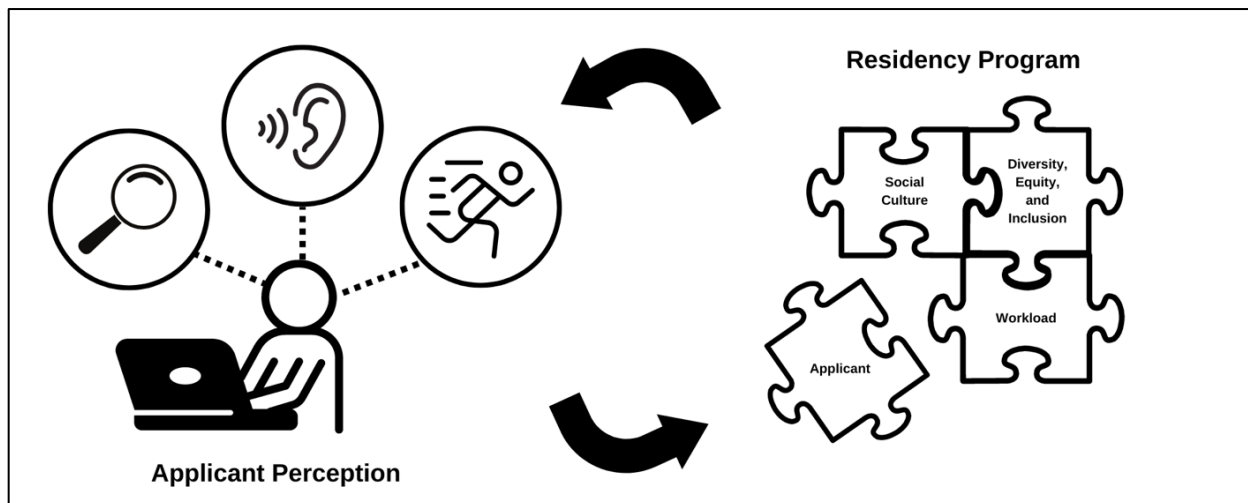 Residency Program
Social
Culture
Diversity,
Equity,
and
Inclusion
Workload
Applicant
Applicant Perception